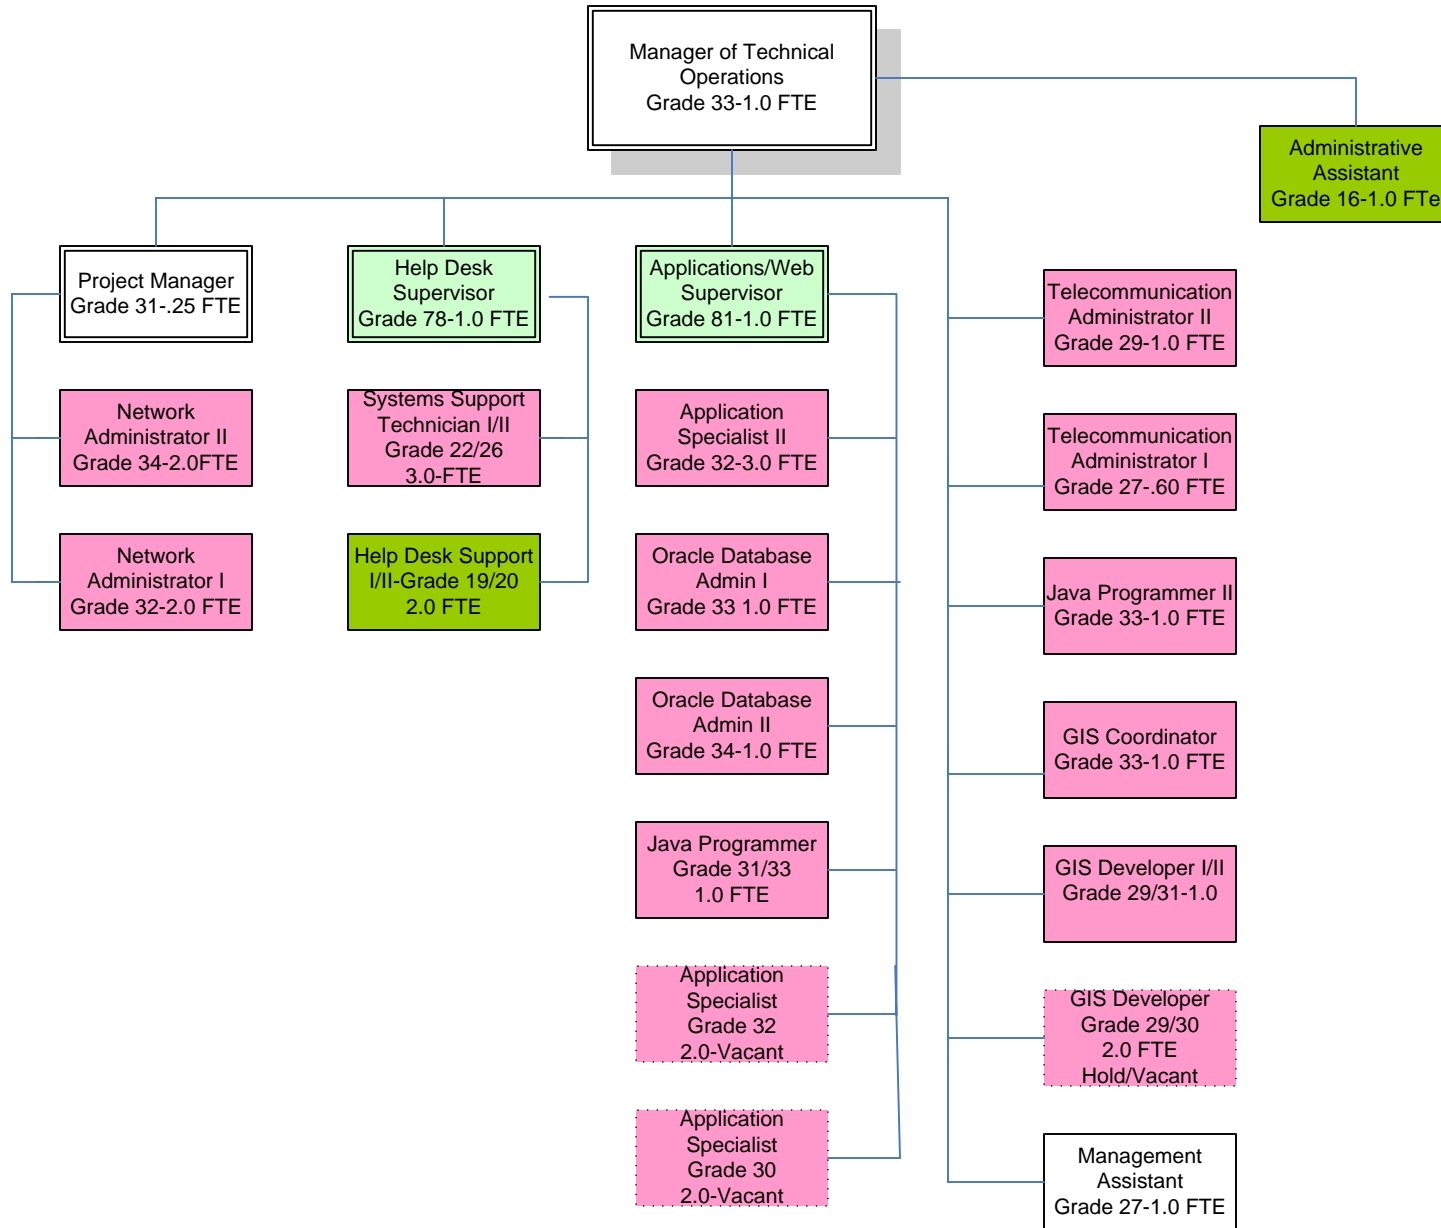 Manager of Technical
Operations
Grade 33-1.0 FTE
Administrative
Assistant
Grade 16-1.0 FTe
Project Manager
Grade 31-.25 FTE
Help Desk
Supervisor
Grade 78-1.0 FTE
Applications/Web
Supervisor
Grade 81-1.0 FTE
Telecommunication
Administrator II
Grade 29-1.0 FTE
Network
Administrator II
Grade 34-2.0FTE
Systems Support
Technician I/II
Grade 22/26
3.0-FTE
Application
Specialist II
Grade 32-3.0 FTE
Telecommunication
Administrator I
Grade 27-.60 FTE
Network
Administrator I
Grade 32-2.0 FTE
Help Desk Support
I/II-Grade 19/20
2.0 FTE
Oracle Database
Admin I
Grade 33 1.0 FTE
Java Programmer II
Grade 33-1.0 FTE
Oracle Database
Admin II
Grade 34-1.0 FTE
GIS Coordinator
Grade 33-1.0 FTE
Java Programmer
Grade 31/33
1.0 FTE
GIS Developer I/II
Grade 29/31-1.0
Application
Specialist
Grade 32
2.0-Vacant
GIS Developer
Grade 29/30
2.0 FTE
Hold/Vacant
Application
Specialist
Grade 30
2.0-Vacant
Management
Assistant
Grade 27-1.0 FTE